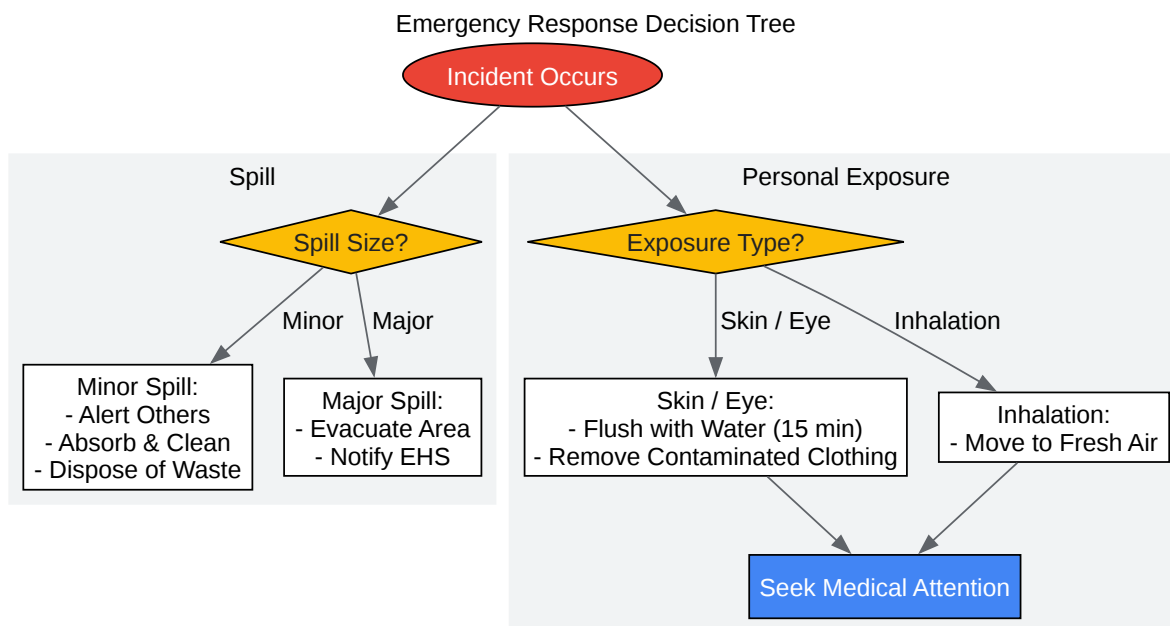 Emergency Response Decision Tree
Incident Occurs
Spill
Personal Exposure
Spill Size?
Exposure Type?
Minor
Major
Skin / Eye
Inhalation
Minor Spill:
- Alert Others
- Absorb & Clean
- Dispose of Waste
Major Spill:
- Evacuate Area
- Notify EHS
Skin / Eye:
- Flush with Water (15 min)
- Remove Contaminated Clothing
Inhalation:
- Move to Fresh Air
Seek Medical Attention